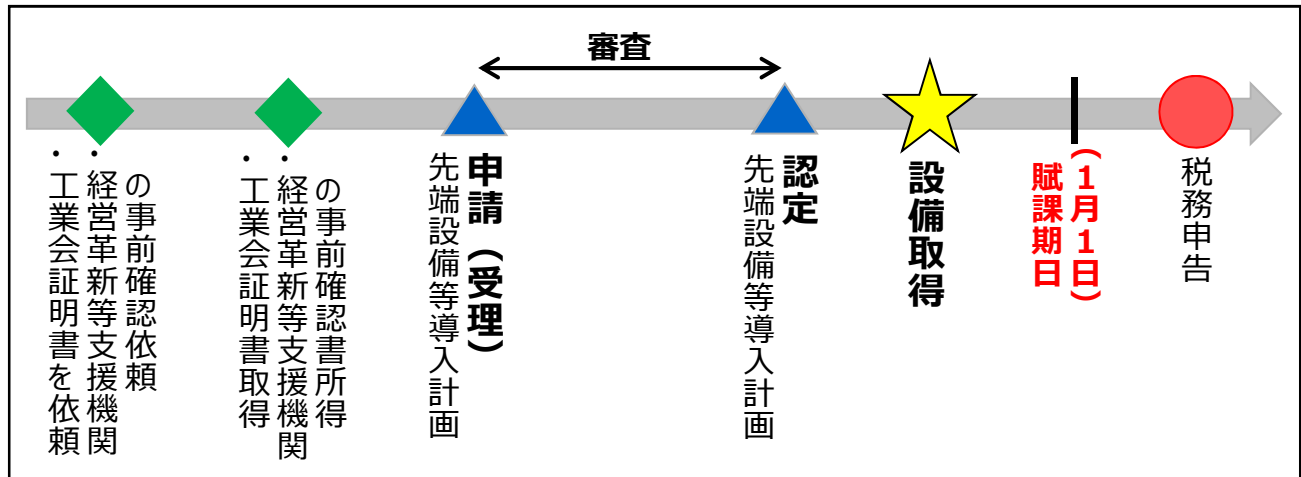 審査
・工業会証明書を依頼
・経営革新等支援機関
の事前確認依頼
・工業会証明書取得
・経営革新等支援機関
の事前確認書所得
先端設備等導入計画
申請（受理）
先端設備等導入計画
認定
設備取得
賦課期日
（1月1日）
税務申告